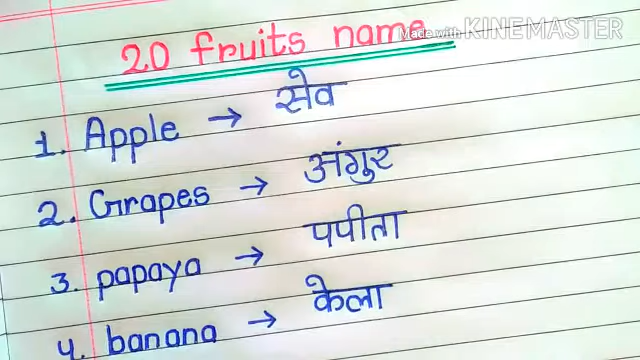 Made with KINEMASTER
20 fruits name
1. Apple → सेव
2. Grapes → अंगुर
3. papaya → पपीता
4. banana → केला